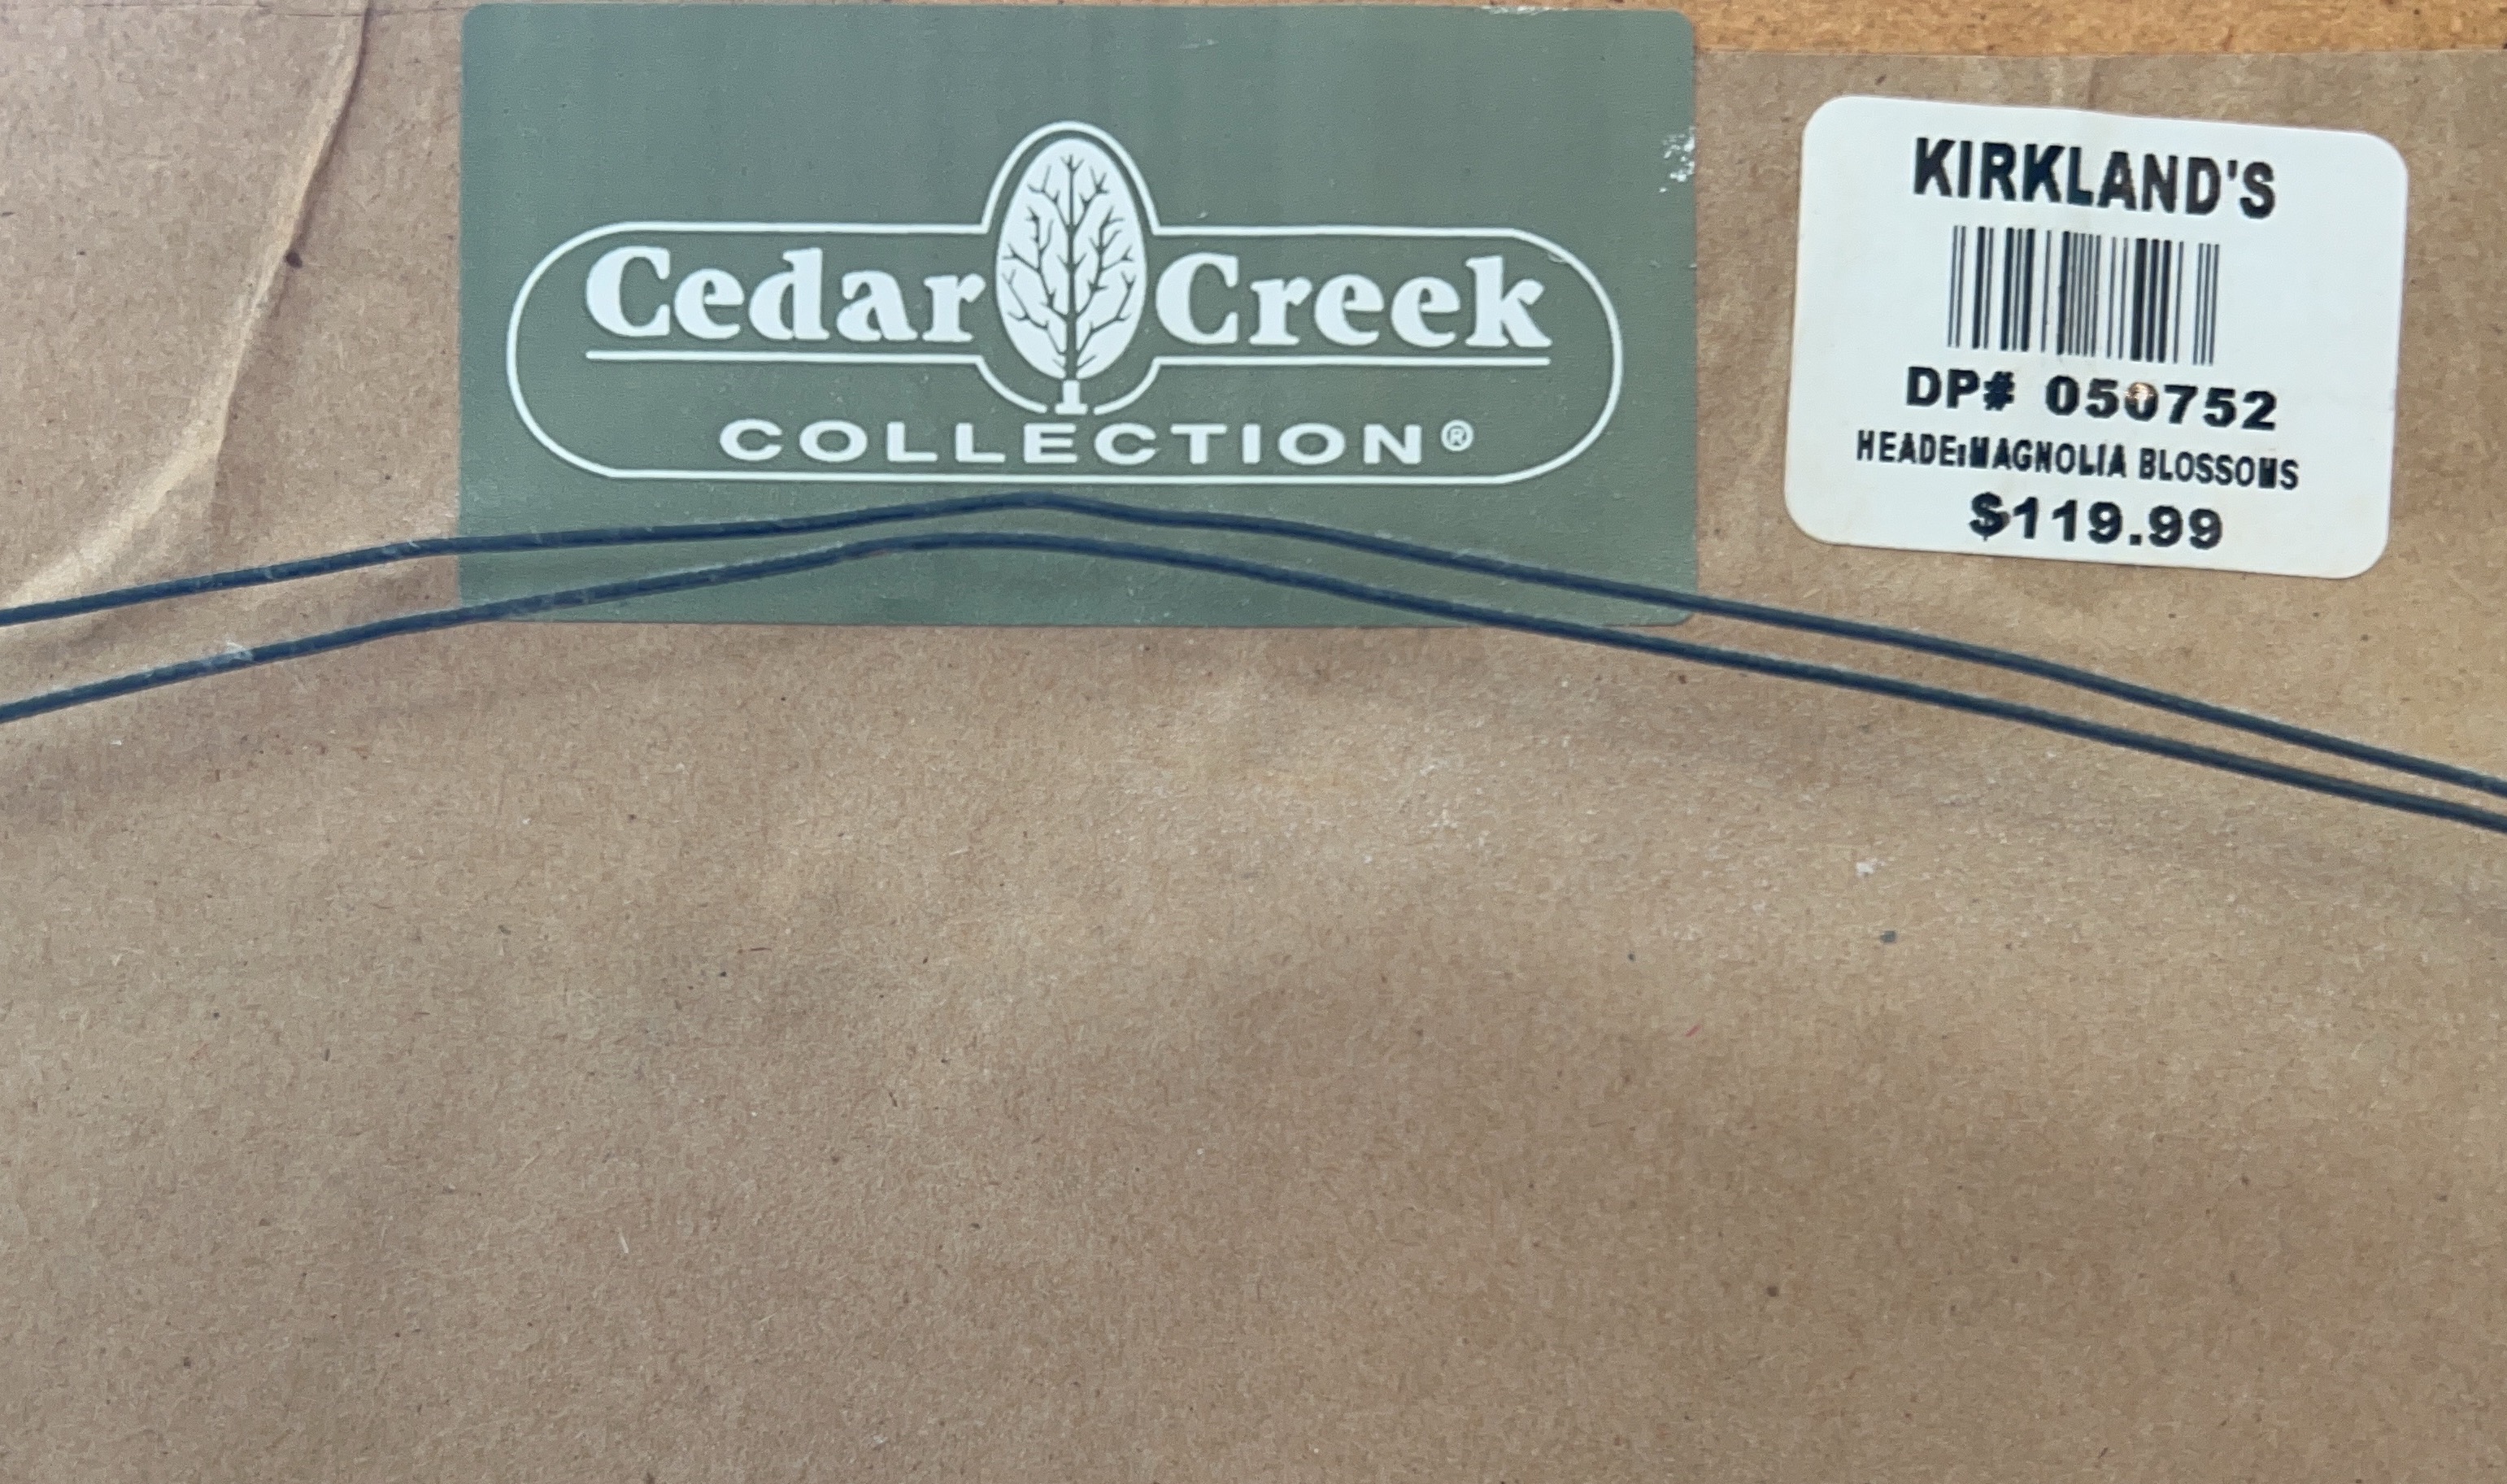 Cedar Creek
COLLECTION®
KIRKLAND'S
DP# 050752
HEADE:MAGNOLIA BLOSSOMS
$119.99